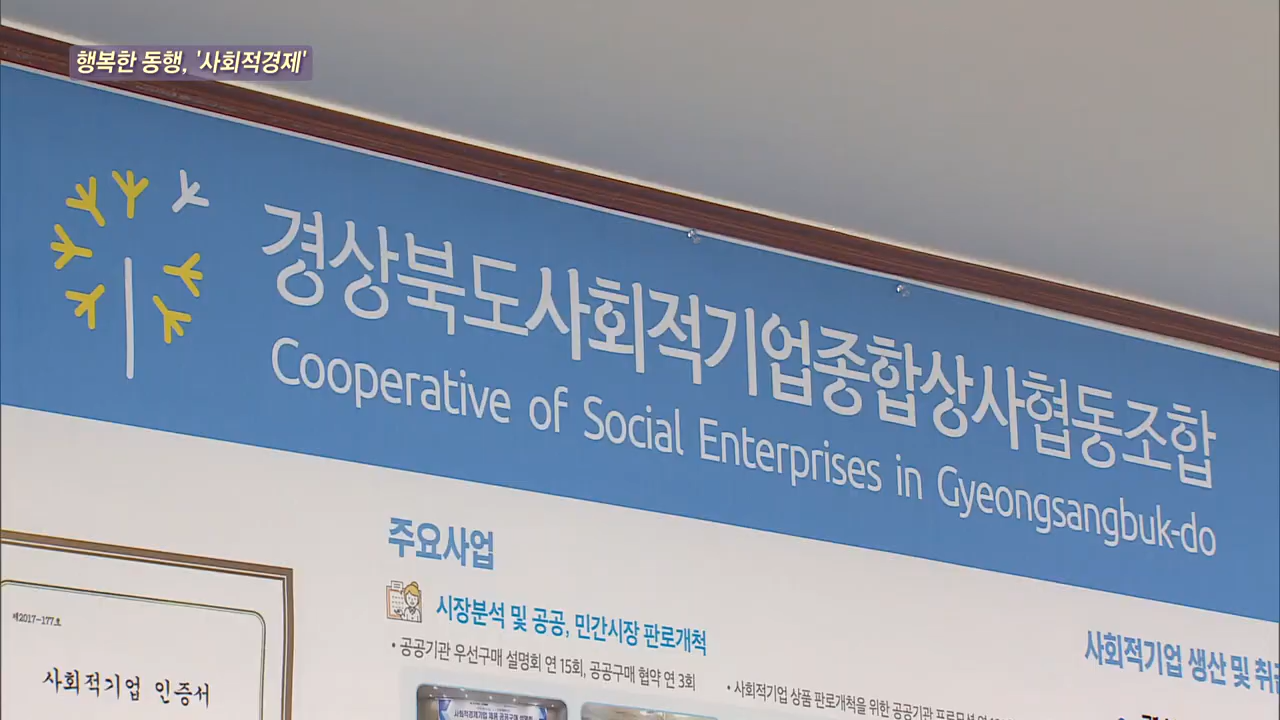 행복한 동행, '사회적경제'
경상북도사회적기업종합상사협동조합
Cooperative of Social Enterprises in Gyeongsangbuk-do
주요사업
시장분석 및 공공, 민간시장 판로개척
• 공공기관 우선구매 설명회 연 15회, 공공구매 협약 연 3회
• 사회적기업 상품 판로개척을 위한 공공기관 프로모션
사회적기업 생산 및
제2017-177호
사회적기업 인증서